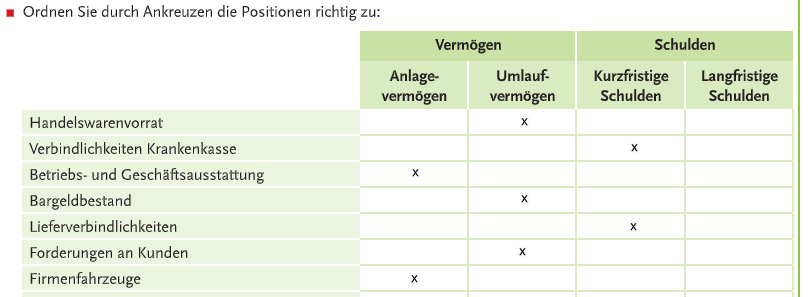 Ordnen Sie durch Ankreuzen die Positionen richtig zu:
Vermögen Schulden
Anlage- Umlauf- Kurzfristige Langfristige
vermögen vermögen Schulden Schulden
Handelswarenvorrat x
Verbindlichkeiten Krankenkasse x
Betriebs- und Geschäftsausstattung x
Bargeldbestand x
Lieferverbindlichkeiten x
Forderungen an Kunden x
Firmenfahrzeuge x